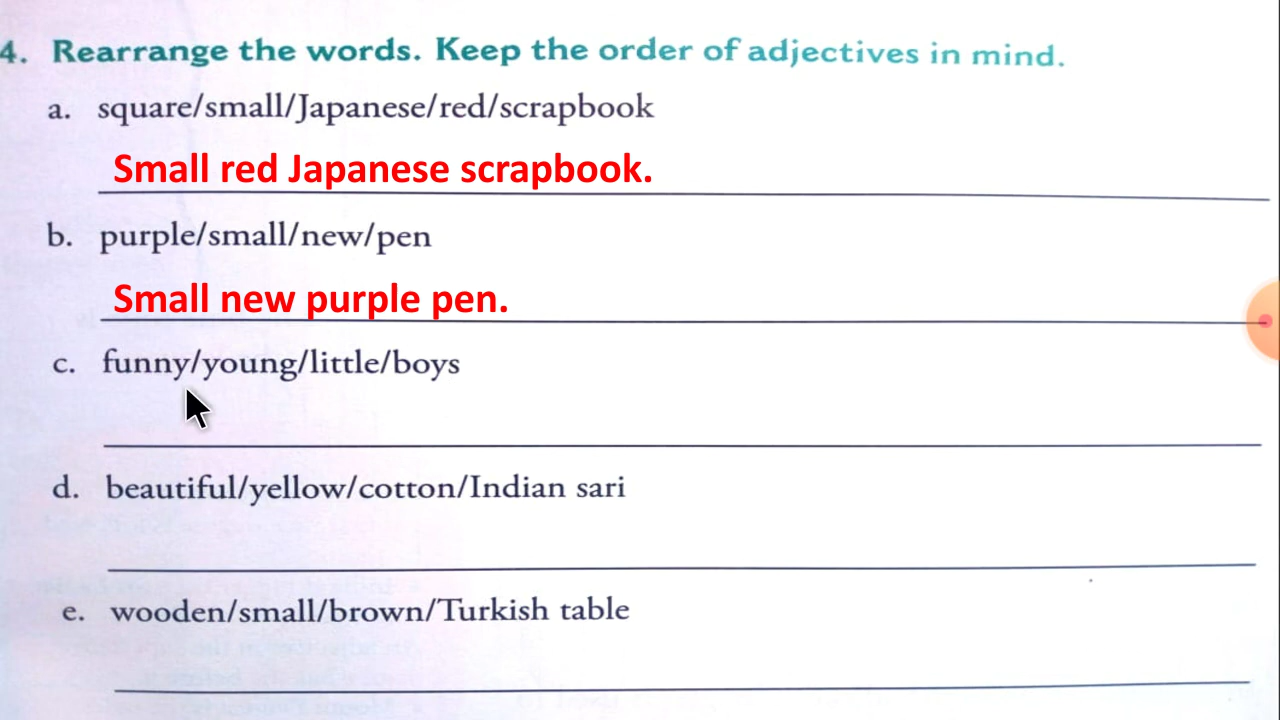 4. Rearrange the words. Keep the order of adjectives in mind.
a. square/small/Japanese/red/scrapbook
Small red Japanese scrapbook.
b. purple/small/new/pen
Small new purple pen.
c. funny/young/little/boys
d. beautiful/yellow/cotton/Indian sari
e. wooden/small/brown/Turkish table